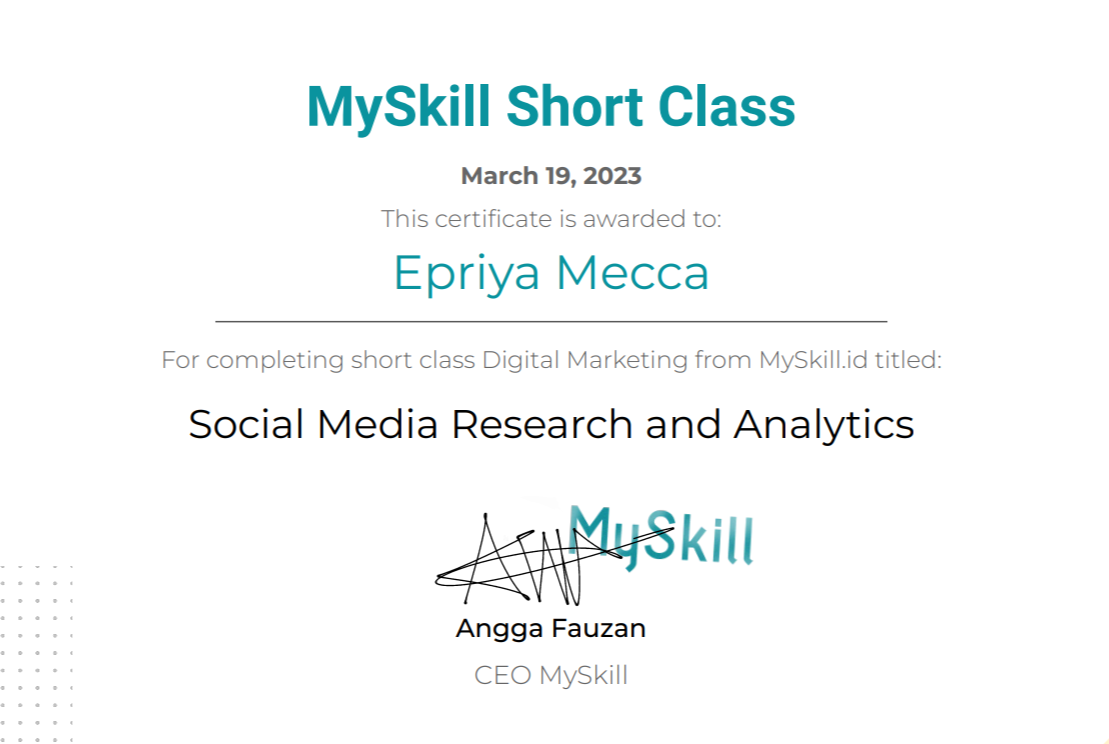 MySkill Short Class
March 19, 2023
This certificate is awarded to:
Epriya Mecca
For completing short class Digital Marketing from MySkill.id titled:
Social Media Research and Analytics
MySkill
Angga Fauzan
CEO MySkill